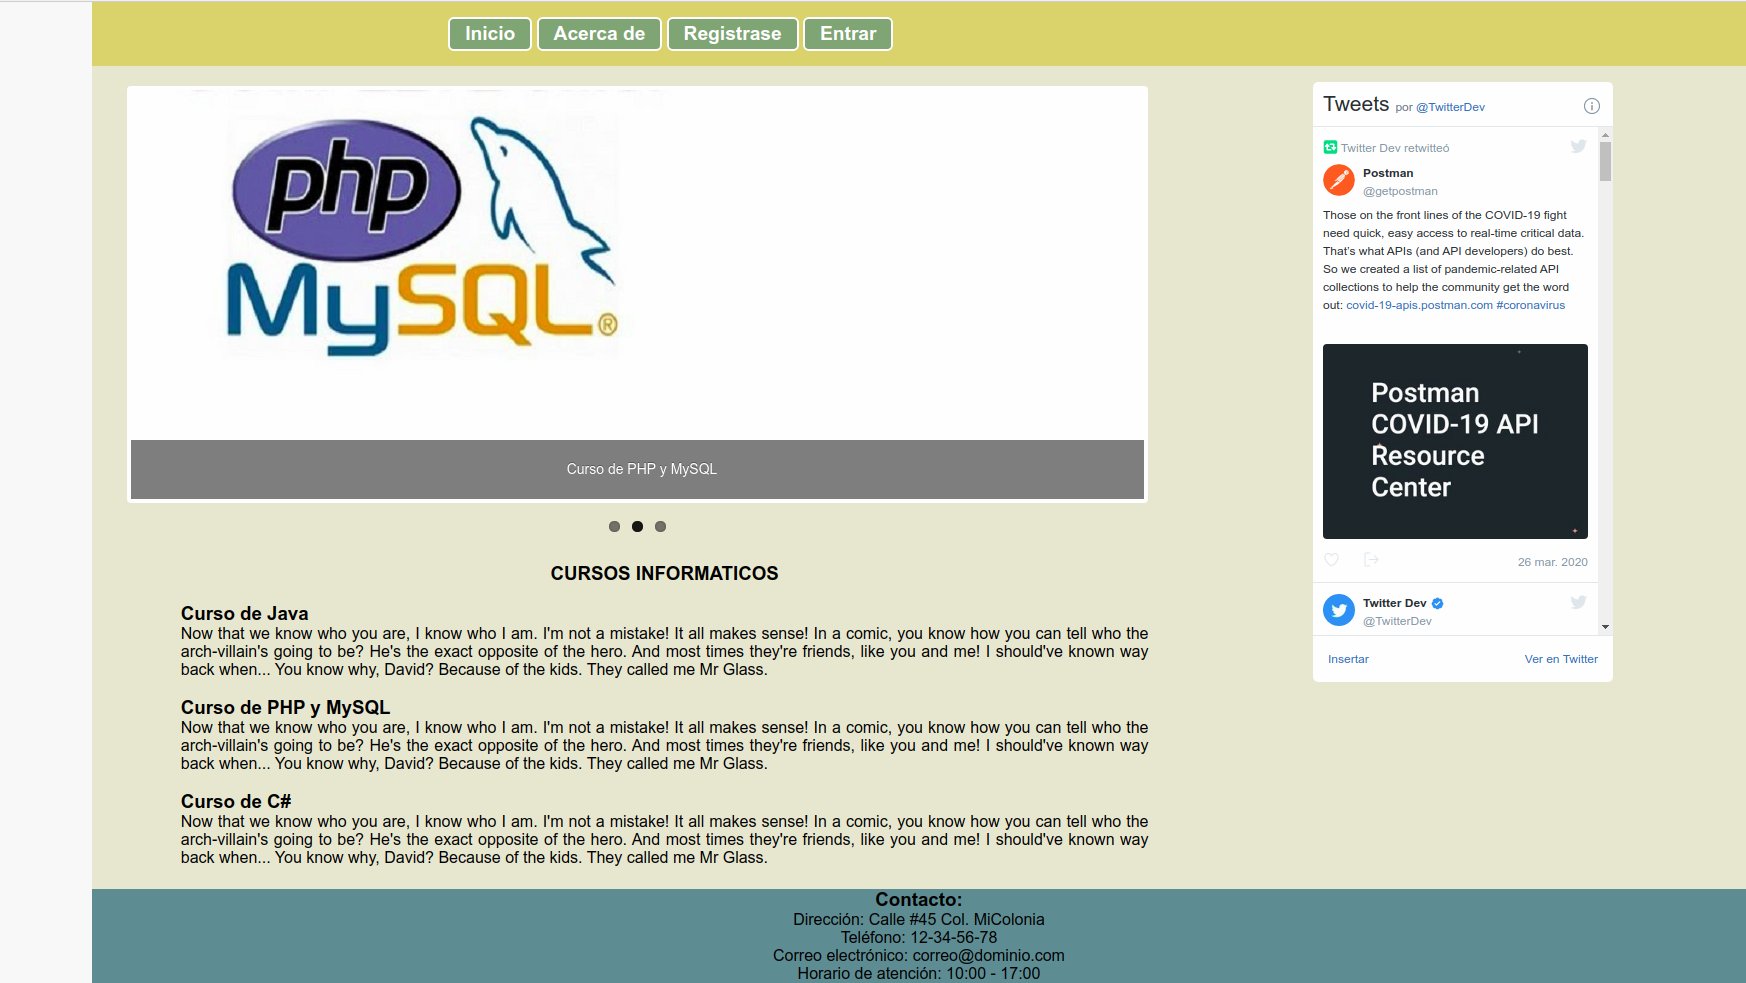 Inicio Acerca de Registrase Entrar
php
MySQL®
Curso de PHP y MySQL
CURSOS INFORMATICOS
Curso de Java
Now that we know who you are, I know who I am. I'm not a mistake! It all makes sense! In a comic, you know how you can tell who the
arch-villain's going to be? He's the exact opposite of the hero. And most times they're friends, like you and me! I should've known way
back when... You know why, David? Because of the kids. They called me Mr Glass.
Curso de PHP y MySQL
Now that we know who you are, I know who I am. I'm not a mistake! It all makes sense! In a comic, you know how you can tell who the
arch-villain's going to be? He's the exact opposite of the hero. And most times they're friends, like you and me! I should've known way
back when... You know why, David? Because of the kids. They called me Mr Glass.
Curso de C#
Now that we know who you are, I know who I am. I'm not a mistake! It all makes sense! In a comic, you know how you can tell who the
arch-villain's going to be? He's the exact opposite of the hero. And most times they're friends, like you and me! I should've known way
back when... You know why, David? Because of the kids. They called me Mr Glass.
Tweets por @TwitterDev
Twitter Dev retwitteó
Postman
@getpostman
Those on the front lines of the COVID-19 fight
need quick, easy access to real-time critical data.
That's what APIs (and API developers) do best.
So we created a list of pandemic-related API
collections to help the community get the word
out: covid-19-apis.postman.com #coronavirus
Postman
COVID-19 API
Resource
Center
26 mar. 2020
Twitter Dev
@TwitterDev
Insertar Ver en Twitter
Contacto:
Dirección: Calle #45 Col. MiColonia
Teléfono: 12-34-56-78
Correo electrónico: correo@dominio.com
Horario de atención: 10:00 - 17:00